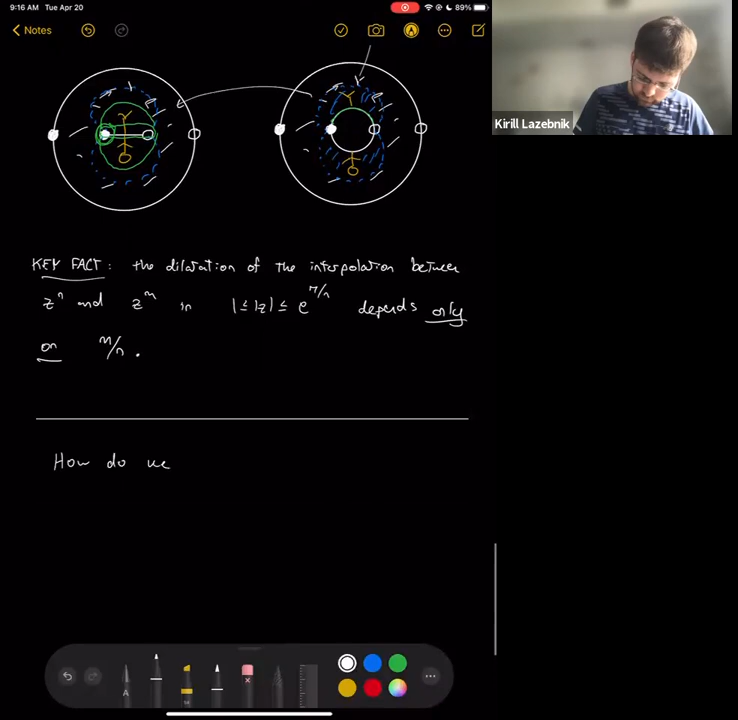 9:16 AM Tue Apr 20
89%
Notes
Kirill Lazebnik
KEY FACT: the dilatation of the interpolation between
z^n and z^m in 1 ≤ |z| ≤ e^{π/n} depends only
on m/n.
How do we
A